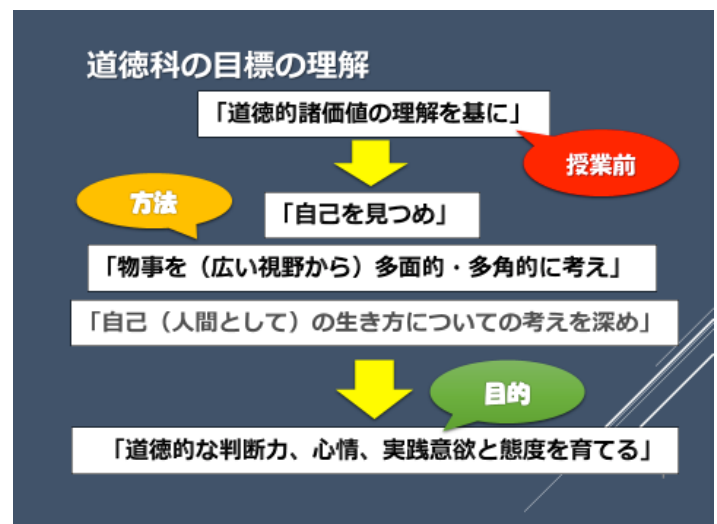 道徳科の目標の理解
「道徳的諸価値の理解を基に」
授業前
方法
「自己を見つめ」
「物事を（広い視野から）多面的・多角的に考え」
「自己（人間として）の生き方についての考えを深め」
目的
「道徳的な判断力、心情、実践意欲と態度を育てる」